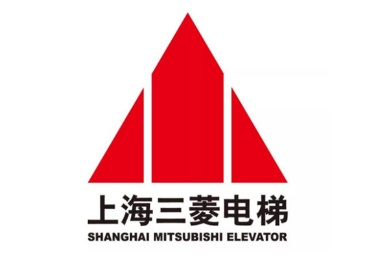 上海三菱电梯
SHANGHAI MITSUBISHI ELEVATOR